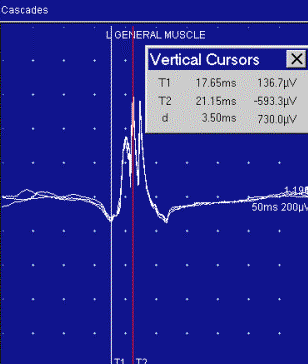 Cascades
L GENERAL MUSCLE
Vertical Cursors
T1 17.65ms 136.7µV
T2 21.15ms -593.3µV
d 3.50ms 730.0µV
50ms 200µV
T1 T2